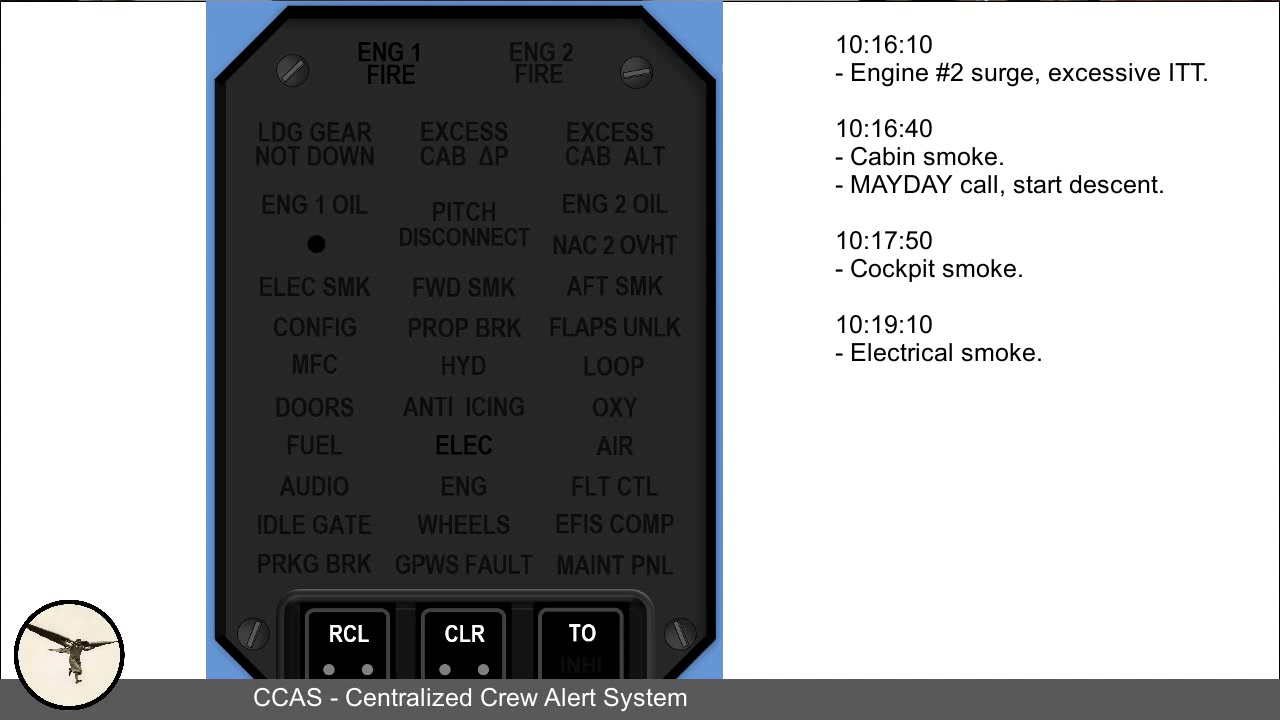 ENG 1 ENG 2
FIRE FIRE
LDG GEAR EXCESS EXCESS
NOT DOWN CAB ΔP CAB ALT
ENG 1 OIL PITCH ENG 2 OIL
DISCONNECT NAC 2 OVHT
ELEC SMK FWD SMK AFT SMK
CONFIG PROP BRK FLAPS UNLK
MFC HYD LOOP
DOORS ANTI ICING OXY
FUEL ELEC AIR
AUDIO ENG FLT CTL
IDLE GATE WHEELS EFIS COMP
PRKG BRK GPWS FAULT MAINT PNL
RCL CLR TO
INHI
10:16:10
- Engine #2 surge, excessive ITT.
10:16:40
- Cabin smoke.
- MAYDAY call, start descent.
10:17:50
- Cockpit smoke.
10:19:10
- Electrical smoke.
CCAS - Centralized Crew Alert System